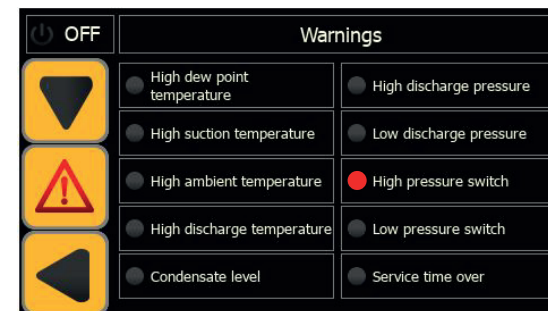 OFF
Warnings
High dew point
temperature
High discharge pressure
High suction temperature
Low discharge pressure
High ambient temperature
High pressure switch
High discharge temperature
Low pressure switch
Condensate level
Service time over